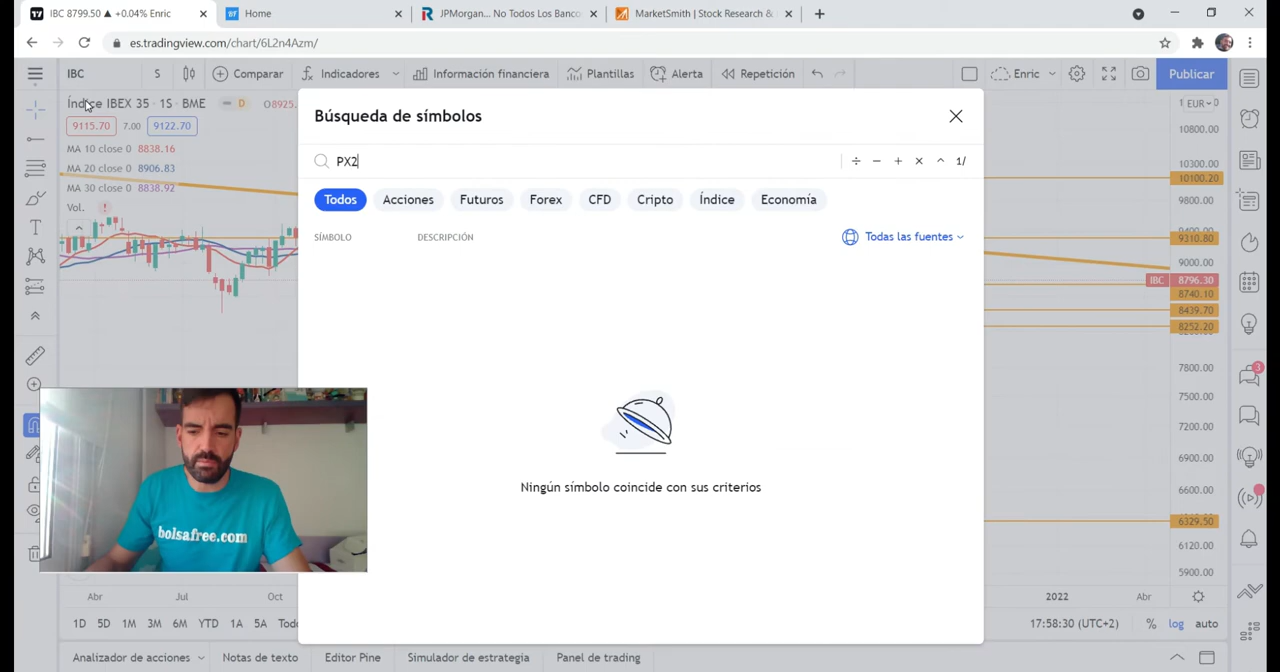 IBC 8799.50 ▲ +0.04% Enric
Home
JPMorgan... No Todos Los Banco
MarketSmith | Stock Research &
es.tradingview.com/chart/6L2n4Azm/
IBC
S
Comparar
Indicadores
Información financiera
Plantillas
Alerta
Repetición
Enric
Publicar
Índice IBEX 35 · 1S · BME
D
O8925.
9115.70
7.00
9122.70
MA 10 close 0 8838.16
MA 20 close 0 8906.83
MA 30 close 0 8838.92
Vol.
Búsqueda de símbolos
PX2
÷ − + × ^ 1/
Todos
Acciones
Futuros
Forex
CFD
Cripto
Índice
Economía
SÍMBOLO
DESCRIPCIÓN
Todas las fuentes
Ningún símbolo coincide con sus criterios
EUR
10800.00
10300.00
10100.20
9800.00
9310.80
9000.00
IBC 8796.30
8740.10
8439.70
8252.20
7800.00
7500.00
7200.00
6900.00
6600.00
6329.50
6120.00
5900.00
3
bolsafree.com
Abr
Jul
Oct
2022
Abr
1D 5D 1M 3M 6M YTD 1A 5A Todo
17:58:30 (UTC+2)
% log auto
Analizador de acciones
Notas de texto
Editor Pine
Simulador de estrategia
Panel de trading